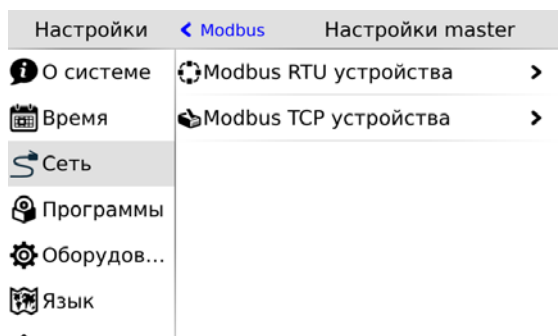 Настройки
Modbus
Настройки master
О системе
Время
Сеть
Программы
Оборудов...
Язык
Modbus RTU устройства
Modbus TCP устройства